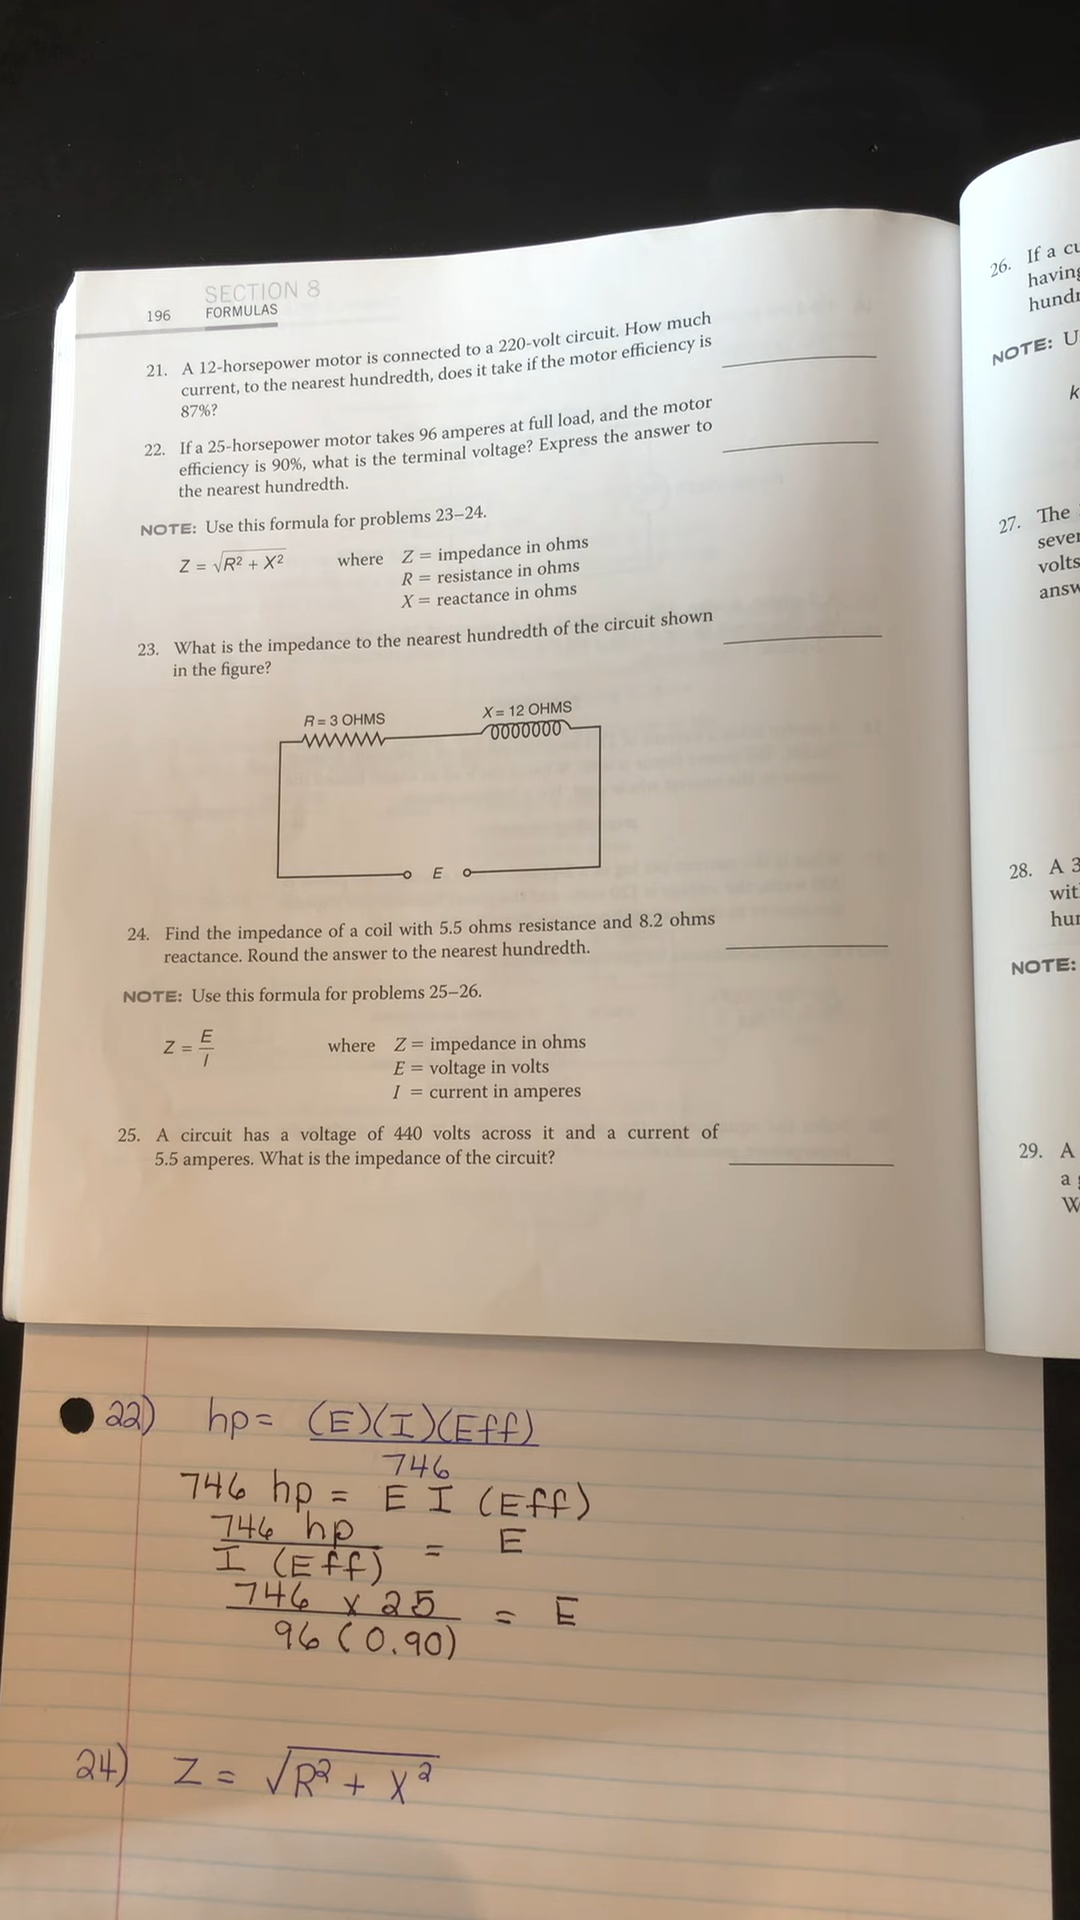 SECTION 8
196 FORMULAS
21. A 12-horsepower motor is connected to a 220-volt circuit. How much
current, to the nearest hundredth, does it take if the motor efficiency is
87%?
22. If a 25-horsepower motor takes 96 amperes at full load, and the motor
efficiency is 90%, what is the terminal voltage? Express the answer to
the nearest hundredth.
NOTE: Use this formula for problems 23–24.
Z = √R² + X² where Z = impedance in ohms
R = resistance in ohms
X = reactance in ohms
23. What is the impedance to the nearest hundredth of the circuit shown
in the figure?
R = 3 OHMS X = 12 OHMS
E
24. Find the impedance of a coil with 5.5 ohms resistance and 8.2 ohms
reactance. Round the answer to the nearest hundredth.
NOTE: Use this formula for problems 25–26.
Z = E/I where Z = impedance in ohms
E = voltage in volts
I = current in amperes
25. A circuit has a voltage of 440 volts across it and a current of
5.5 amperes. What is the impedance of the circuit?
26. If a
having
NOTE:
27. The
volts
28. A 3
NOTE:
29. A
a
22) hp = (E)(I)(Eff)
746
746 hp = E I (Eff)
746 hp = E
I (Eff)
746 x 25 = E
96 (0.90)
24) Z = √R² + X²